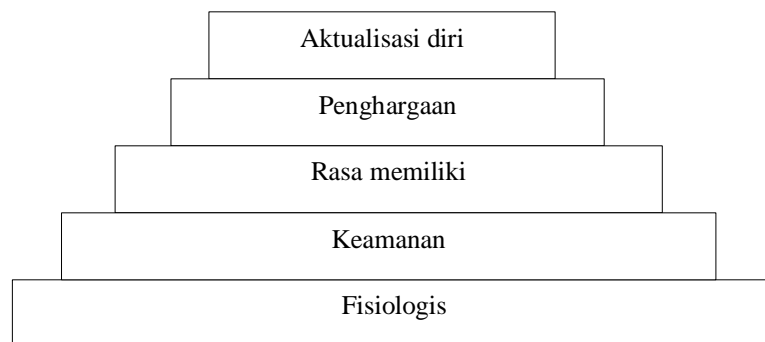 Aktualisasi diri
Penghargaan
Rasa memiliki
Keamanan
Fisiologis